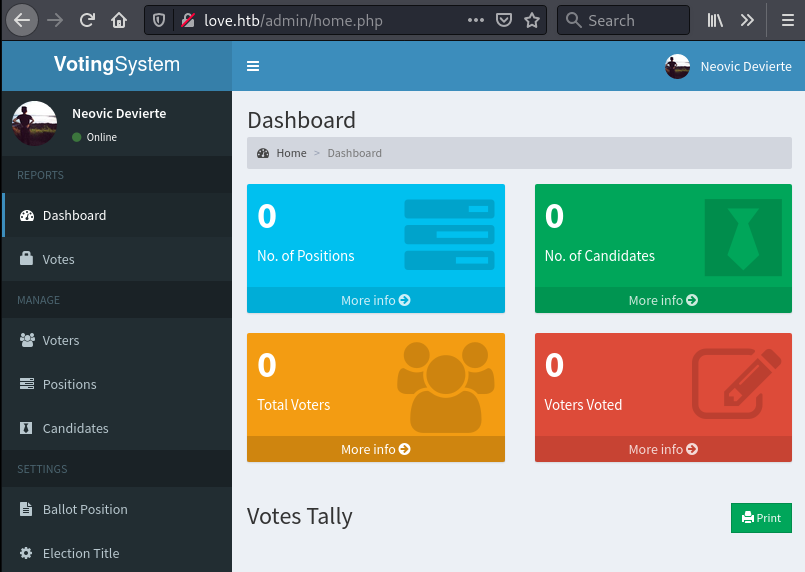 love.htb/admin/home.php
Search
VotingSystem
Neovic Devierte
Neovic Devierte
Online
REPORTS
Dashboard
Votes
MANAGE
Voters
Positions
Candidates
SETTINGS
Ballot Position
Election Title
Dashboard
Home > Dashboard
0
No. of Positions
More info
0
No. of Candidates
More info
0
Total Voters
More info
0
Voters Voted
More info
Votes Tally
Print